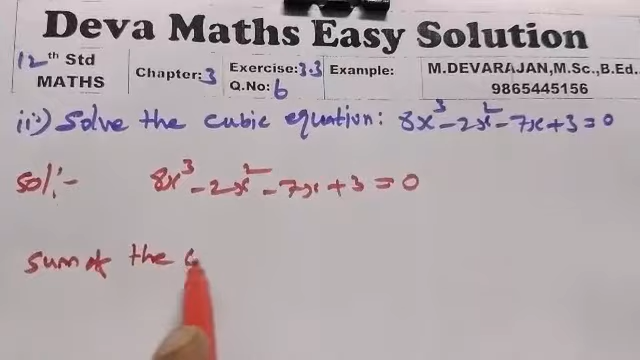 Deva Maths Easy Solution
12th Std
MATHS
Chapter: 3
Exercise: 3.3
Q.No: 6
Example:
M.DEVARAJAN,M.Sc.,B.Ed.
9865445156
ii) Solve the cubic equation: 8x³ - 2x² - 7x + 3 = 0
Sol:- 8x³ - 2x² - 7x + 3 = 0
Sum of the